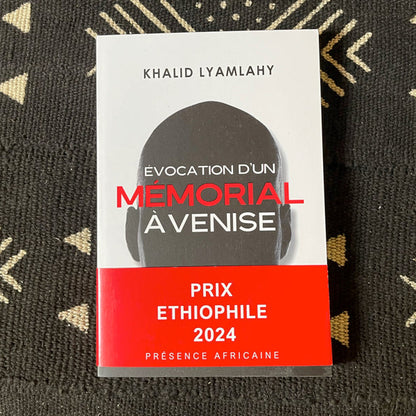 KHALID LYAMLAHY
ÉVOCATION D'UN
MÉMORIAL
À VENISE
PRIX
ETHIOPHILE
2024
PRÉSENCE AFRICAINE